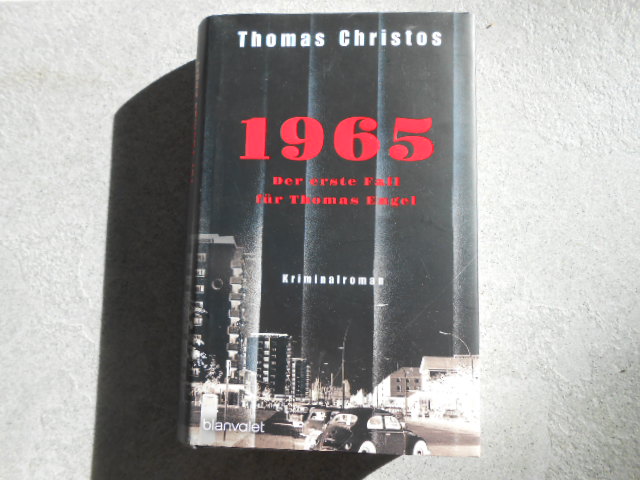 Thomas Christos
1965
Der erste Fall
für Thomas Engel
Kriminalroman
blanvalet